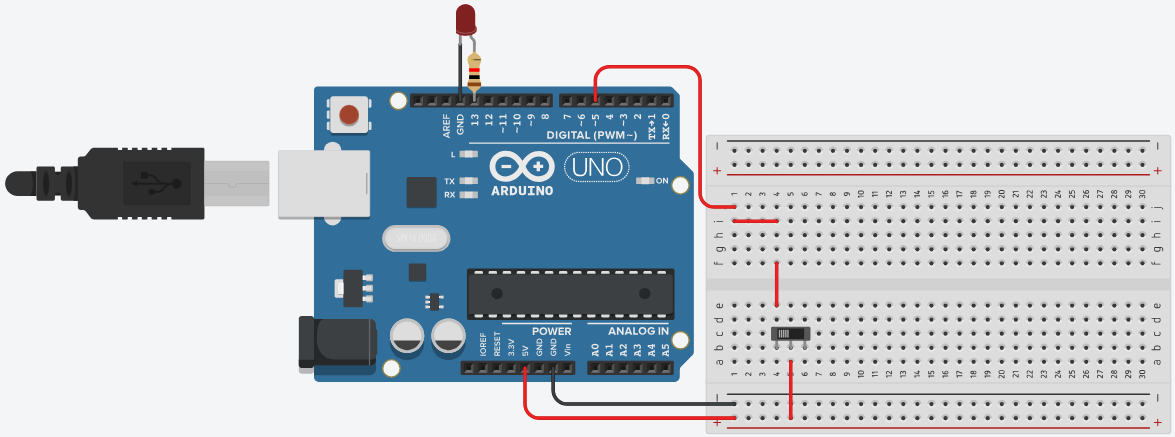 AREF
GND
13
12
~11
~10
~9
8
7
~6
~5
4
~3
2
TX→1
RX←0
DIGITAL (PWM~)
L
TX
RX
UNO
ARDUINO
ON
POWER
ANALOG IN
IOREF
RESET
3.3V
5V
GND
GND
Vin
A0
A1
A2
A3
A4
A5
− −
+ +
1 2 3 4 5 6 7 8 9 10 11 12 13 14 15 16 17 18 19 20 21 22 23 24 25 26 27 28 29 30
j j
i i
h h
g g
f f
e e
d d
c c
b b
a a
1 2 3 4 5 6 7 8 9 10 11 12 13 14 15 16 17 18 19 20 21 22 23 24 25 26 27 28 29 30
− −
+ +